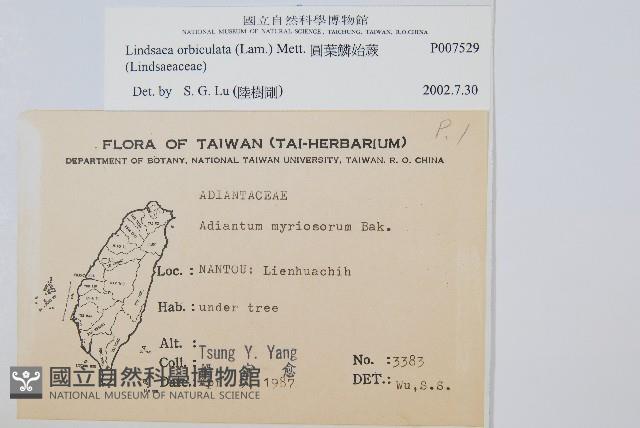 國立自然科學博物館
NATIONAL MUSEUM OF NATURAL SCIENCE, TAICHUNG, TAIWAN, R.O.CHINA
Lindsaea orbiculata (Lam.) Mett. 圓葉鱗始蕨 P007529
(Lindsaeaceae)
Det. by S. G. Lu (陸樹剛) 2002.7.30
P.1
FLORA OF TAIWAN (TAI-HERBARIUM)
DEPARTMENT OF BOTANY, NATIONAL TAIWAN UNIVERSITY, TAIWAN, R. O. CHINA
ADIANTACEAE
Adiantum myriosorum Bak.
Loc. : NANTOU: Lienhuachih
Hab. : under tree
Alt. :
Coll. : Tsung Y. Yang No. : 3383
愈
Date: 1987 DET.: Wu,S.S.
國立自然科學博物館
NATIONAL MUSEUM OF NATURAL SCIENCE